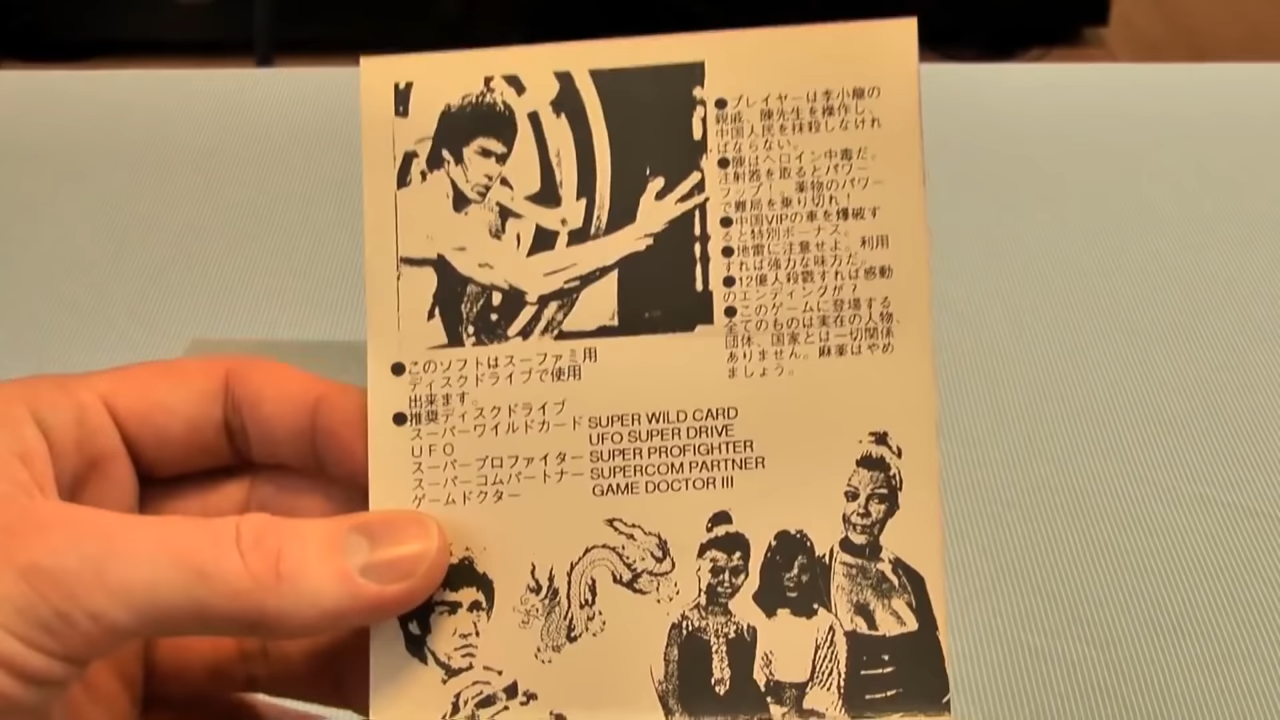 ●プレイヤーは李小龍の
親戚、陳先生を操作し、
中国人民を抹殺しなけれ
ばならない。
●陳はヘロイン中毒だ。
注射器を取るとパワー
アップ！。薬物のパワー
で難局を乗り切れ！
●中国VIPの車を爆破す
ると特別ボーナス。
●地雷に注意せよ。利用
すれば強力な味方だ。
●12億人殺戮すれば感動
のエンディングが？
●このゲームに登場する
全てのものは実在の人物、
団体、国家とは一切関係
ありません。麻薬はやめ
ましょう。
●このソフトはスーファミ用
ディスクドライブで使用
出来ます。
●推奨ディスクドライブ
スーパーワイルドカード SUPER WILD CARD
UFO UFO SUPER DRIVE
スーパープロファイター SUPER PROFIGHTER
スーパーコムパートナー SUPERCOM PARTNER
ゲームドクター GAME DOCTOR III